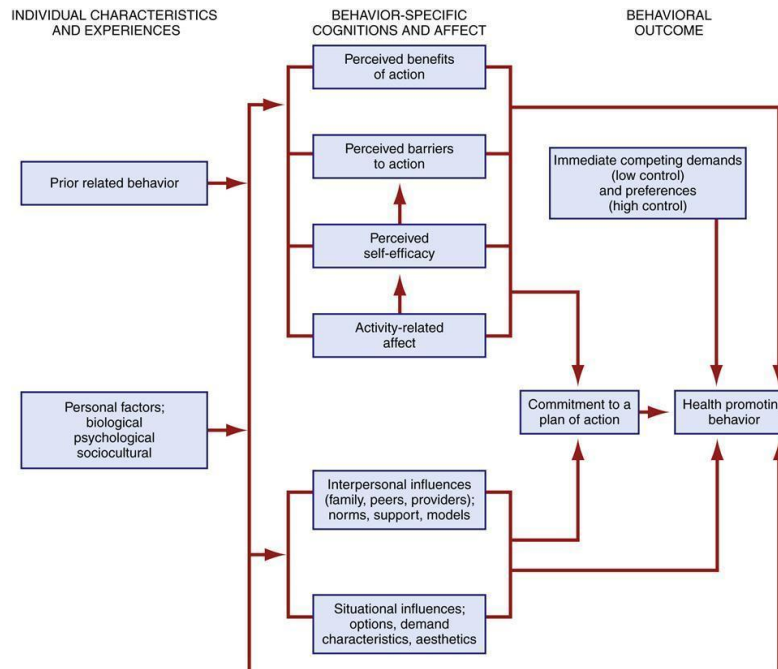 INDIVIDUAL CHARACTERISTICS
AND EXPERIENCES
BEHAVIOR-SPECIFIC
COGNITIONS AND AFFECT
BEHAVIORAL
OUTCOME
Perceived benefits
of action
Perceived barriers
to action
Prior related behavior
Immediate competing demands
(low control)
and preferences
(high control)
Perceived
self-efficacy
Activity-related
affect
Personal factors;
biological
psychological
sociocultural
Commitment to a
plan of action
Health promoting
behavior
Interpersonal influences
(family, peers, providers);
norms, support, models
Situational influences;
options, demand
characteristics, aesthetics